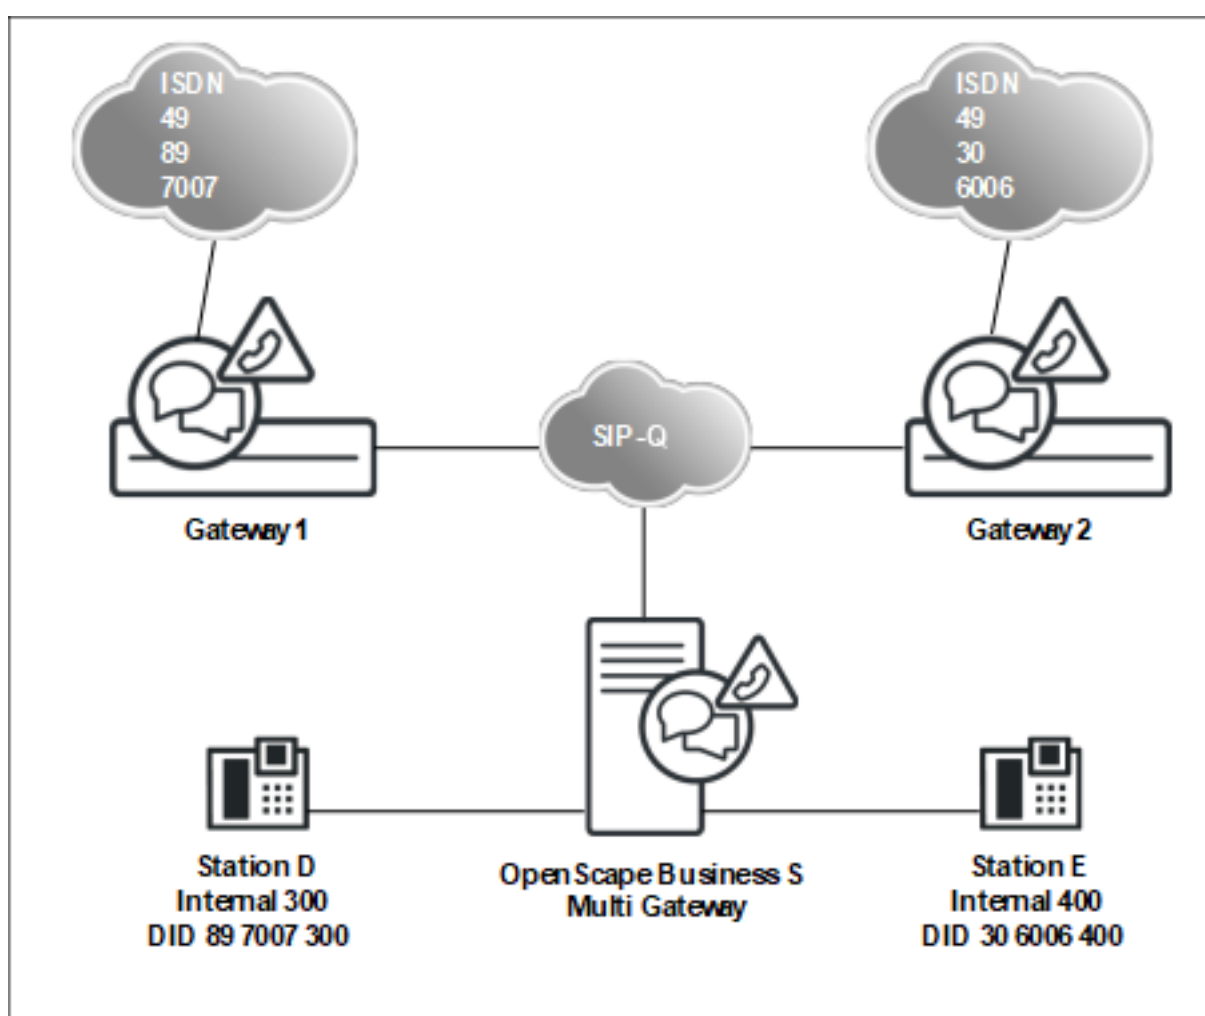 ISDN
49
89
7007
ISDN
49
30
6006
SIP-Q
Gateway 1
Gateway 2
Station D
Internal 300
DID 89 7007 300
OpenScape Business S
Multi Gateway
Station E
Internal 400
DID 30 6006 400